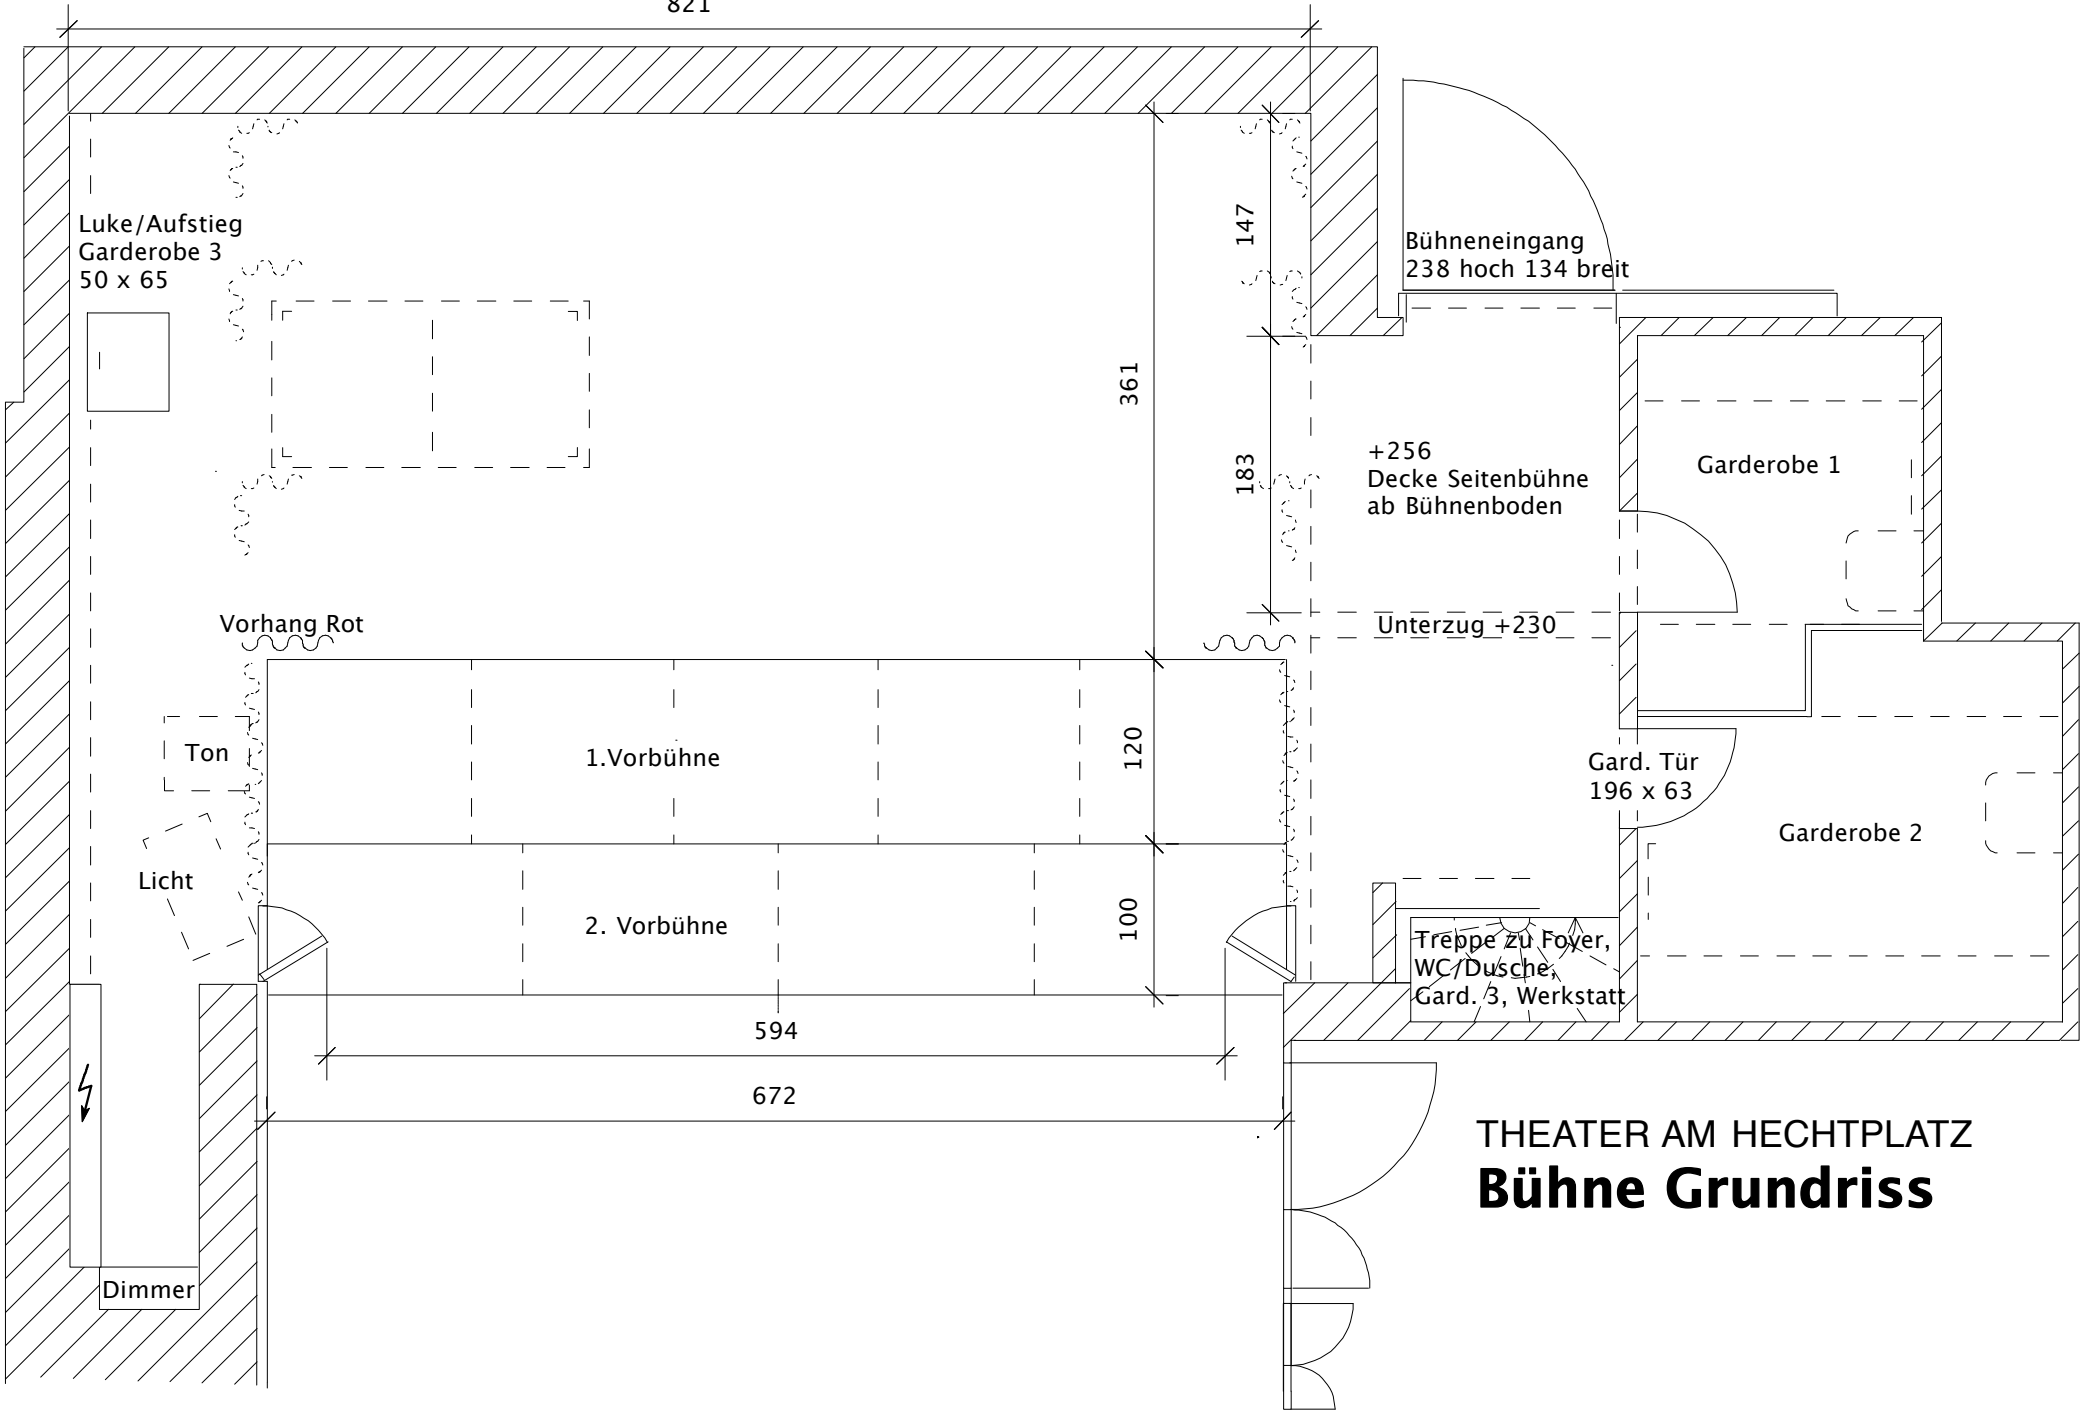 821
Luke/Aufstieg
Garderobe 3
50 x 65
147
Bühneneingang
238 hoch 134 breit
361
183
+256
Decke Seitenbühne
ab Bühnenboden
Garderobe 1
Vorhang Rot
Unterzug +230
Ton
1.Vorbühne
120
Gard. Tür
196 x 63
Garderobe 2
Licht
2. Vorbühne
100
Treppe zu Foyer,
WC/Dusche,
Gard. 3, Werkstatt
594
672
THEATER AM HECHTPLATZ
Bühne Grundriss
Dimmer